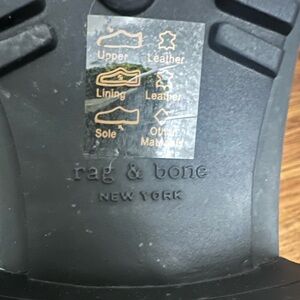 Upper Leather
Lining Leather
Sole Other
Materials
rag & bone
NEW YORK